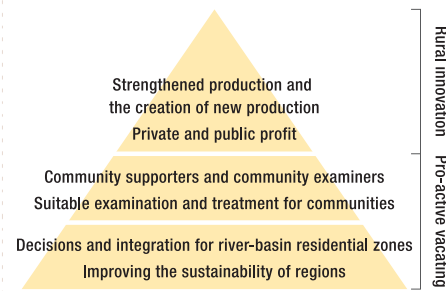 Strengthened production and
the creation of new production
Private and public profit
Community supporters and community examiners
Suitable examination and treatment for communities
Decisions and integration for river-basin residential zones
Improving the sustainability of regions
Rural innovation
Pro-active vacating